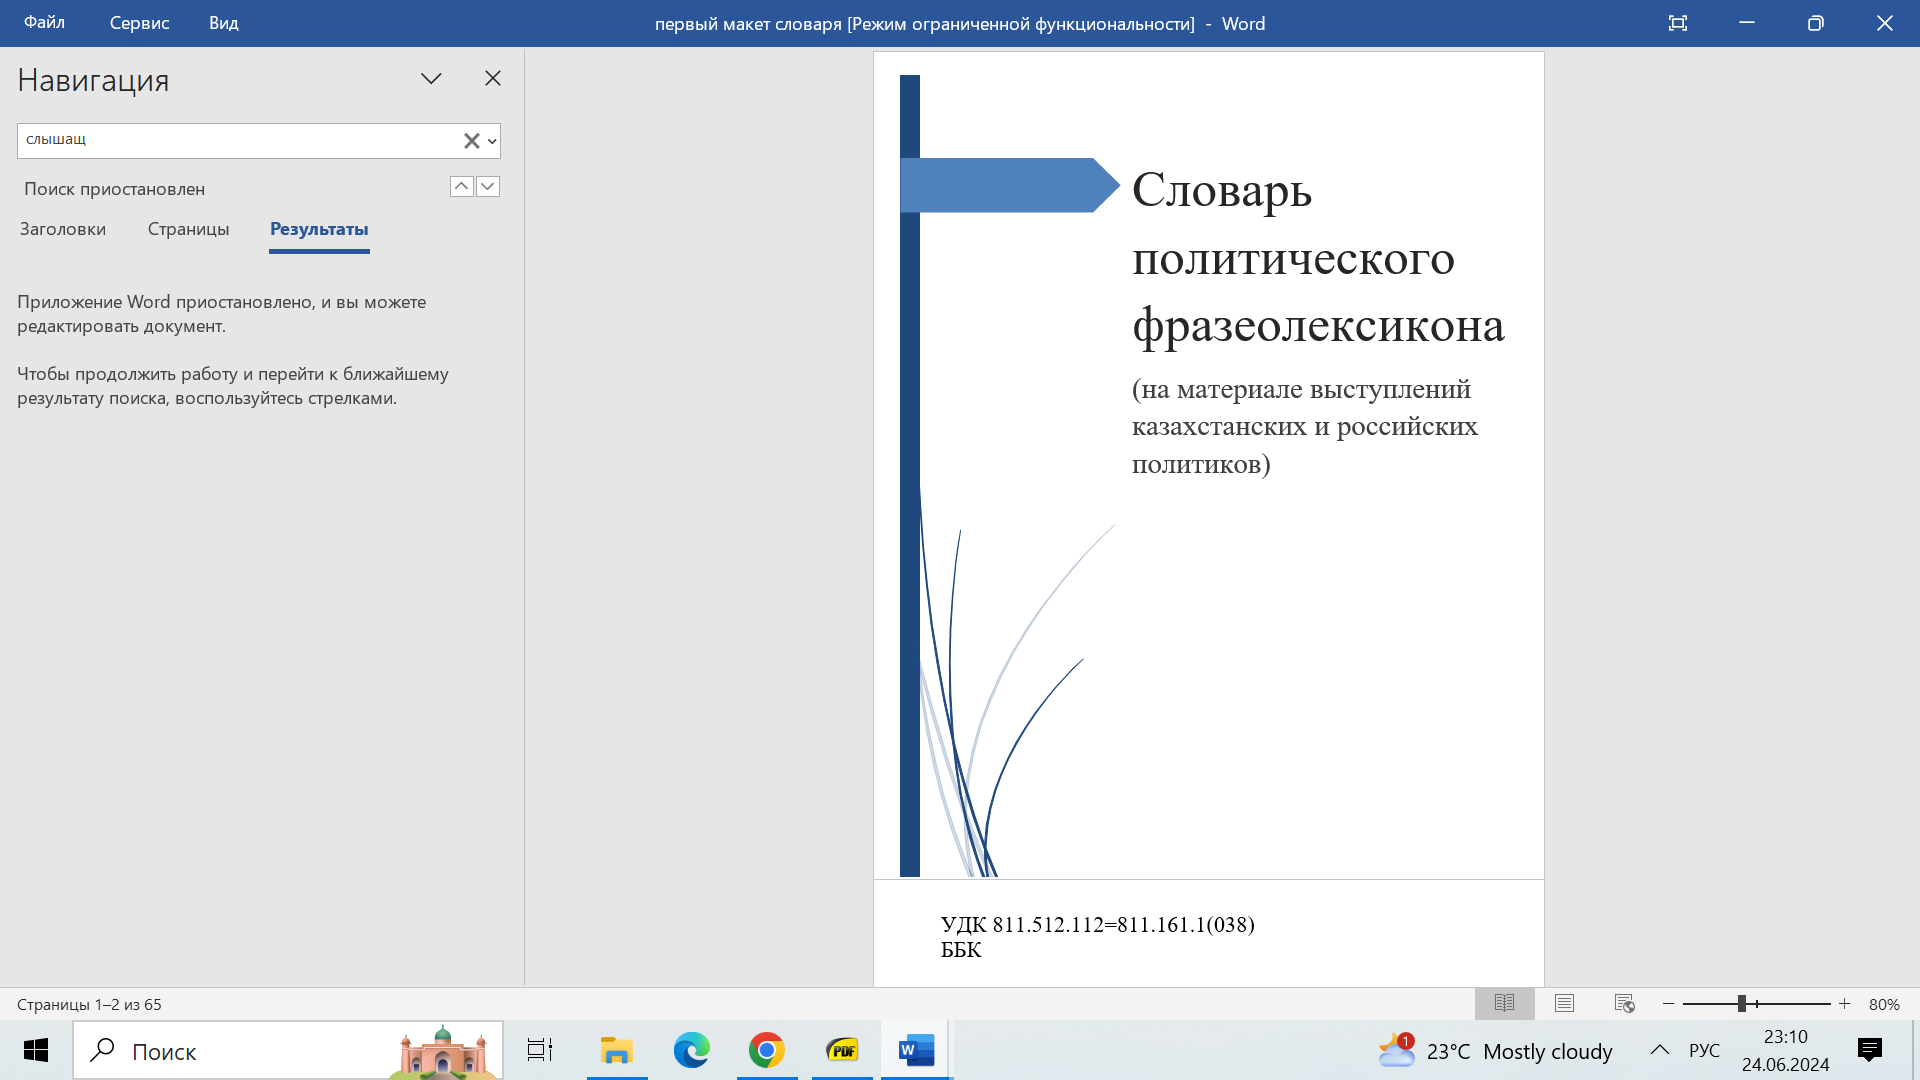 Файл Сервис Вид первый макет словаря [Режим ограниченной функциональности] - Word
Навигация
слышащ
Поиск приостановлен
Заголовки Страницы Результаты
Приложение Word приостановлено, и вы можете
редактировать документ.
Чтобы продолжить работу и перейти к ближайшему
результату поиска, воспользуйтесь стрелками.
Словарь
политического
фразеолексикона
(на материале выступлений
казахстанских и российских
политиков)
УДК 811.512.112=811.161.1(038)
ББК
Страницы 1–2 из 65 80%
Поиск PDF W 1 23°C Mostly cloudy РУС 23:10
24.06.2024